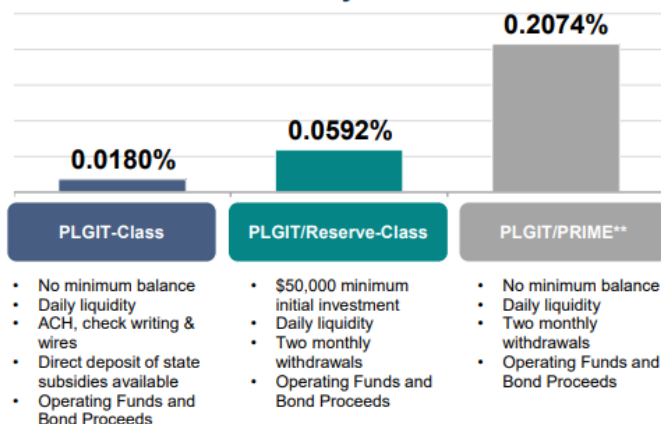 0.2074%
0.0592%
0.0180%
PLGIT-Class
PLGIT/Reserve-Class
PLGIT/PRIME**
• No minimum balance
• Daily liquidity
• ACH, check writing &
wires
• Direct deposit of state
subsidies available
• Operating Funds and
Bond Proceeds
• $50,000 minimum
initial investment
• Daily liquidity
• Two monthly
withdrawals
• Operating Funds and
Bond Proceeds
• No minimum balance
• Daily liquidity
• Two monthly
withdrawals
• Operating Funds and
Bond Proceeds